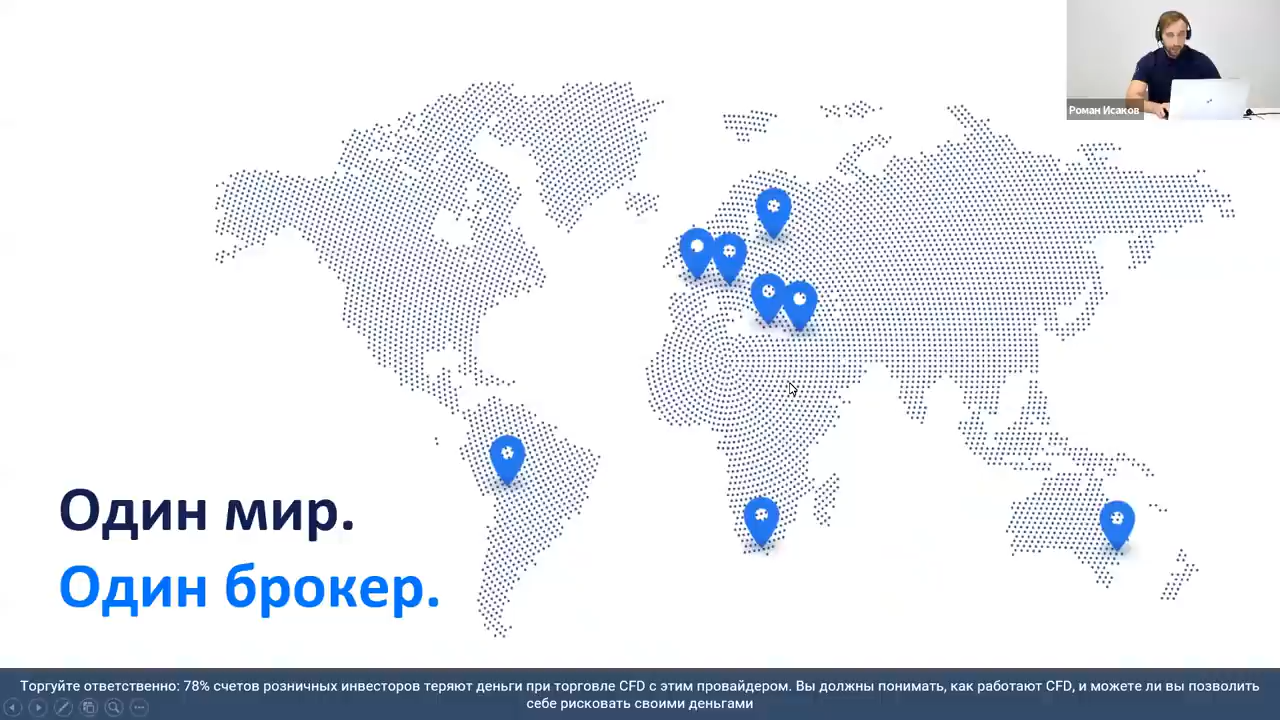 Роман Исаков
Один мир.
Один брокер.
Торгуйте ответственно: 78% счетов розничных инвесторов теряют деньги при торговле CFD с этим провайдером. Вы должны понимать, как работают CFD, и можете ли вы позволить
себе рисковать своими деньгами